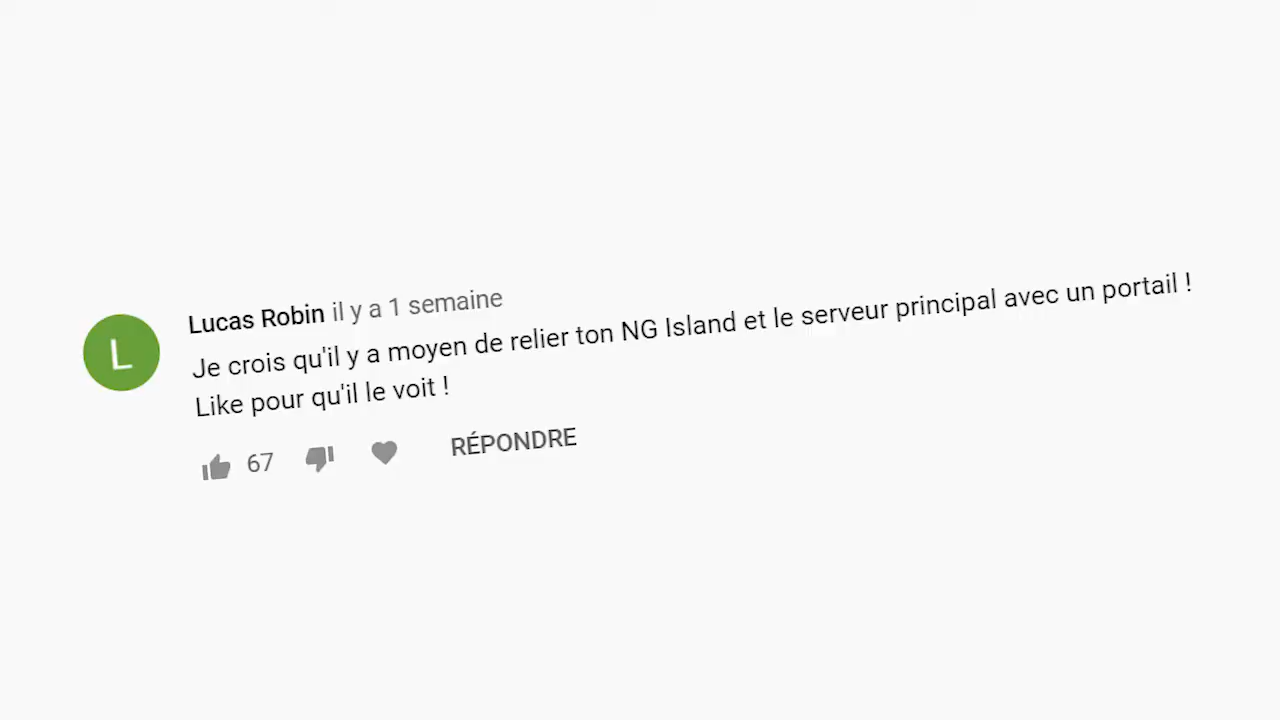 L
Lucas Robin il y a 1 semaine
Je crois qu'il y a moyen de relier ton NG Island et le serveur principal avec un portail !
Like pour qu'il le voit !
67 RÉPONDRE